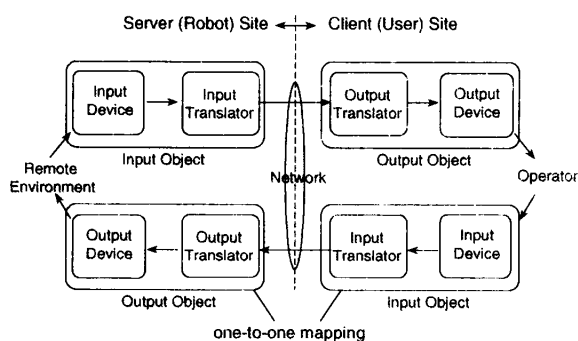 Server (Robot) Site
Client (User) Site
Input
Device
Input
Translator
Input Object
Output
Translator
Output
Device
Output Object
Remote
Environment
Network
Operator
Output
Device
Output
Translator
Output Object
Input
Translator
Input
Device
Input Object
one-to-one mapping